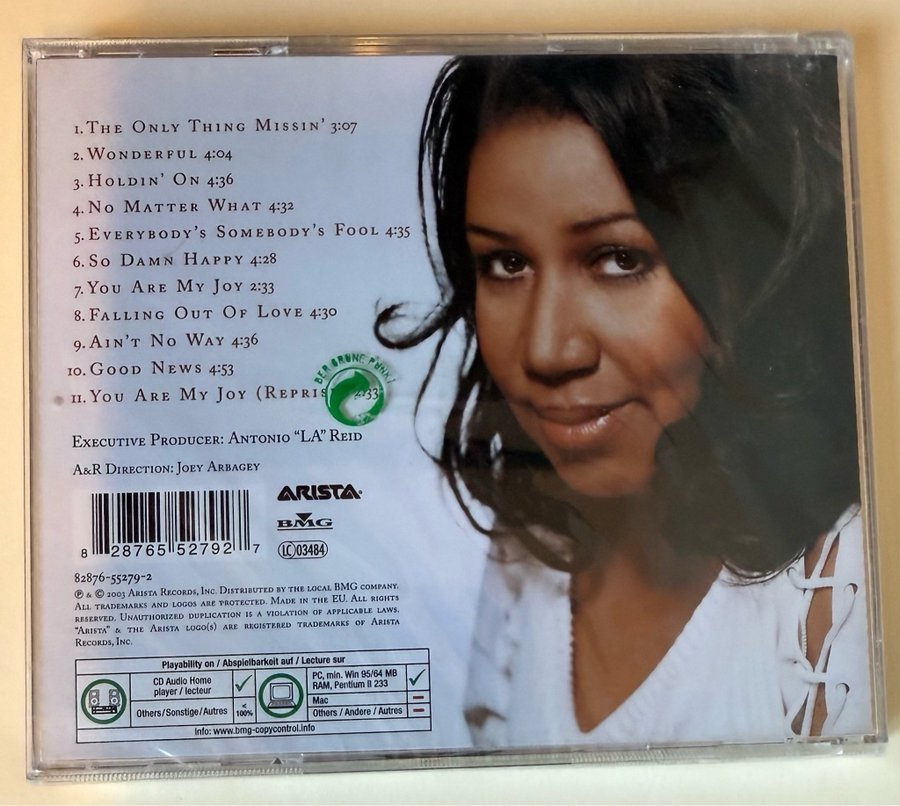 1. The Only Thing Missin' 3:07
2. Wonderful 4:04
3. Holdin' On 4:36
4. No Matter What 4:32
5. Everybody's Somebody's Fool 4:35
6. So Damn Happy 4:28
7. You Are My Joy 2:33
8. Falling Out Of Love 4:30
9. Ain't No Way 4:36
10. Good News 4:53
11. You Are My Joy (Repris 2:33
DER GRÜNE PUNKT
Executive Producer: Antonio "LA" Reid
A&R Direction: Joey Arbagey
ARISTA
BMG
LC 03484
8 28765 52792 7
82876-55279-2
℗ & © 2003 Arista Records, Inc. Distributed by the local BMG company.
All trademarks and logos are protected. Made in the EU. All rights
reserved. Unauthorized duplication is a violation of applicable laws.
"Arista" & the Arista logo(s) are registered trademarks of Arista
Records, Inc.
Playability on / Abspielbarkeit auf / Lecture sur
CD Audio Home
player / lecteur
Others/Sonstige/Autres
< 100%
PC, min. Win 95/64 MB
RAM, Pentium II 233
Mac
Others / Andere / Autres
Info: www.bmg-copycontrol.info